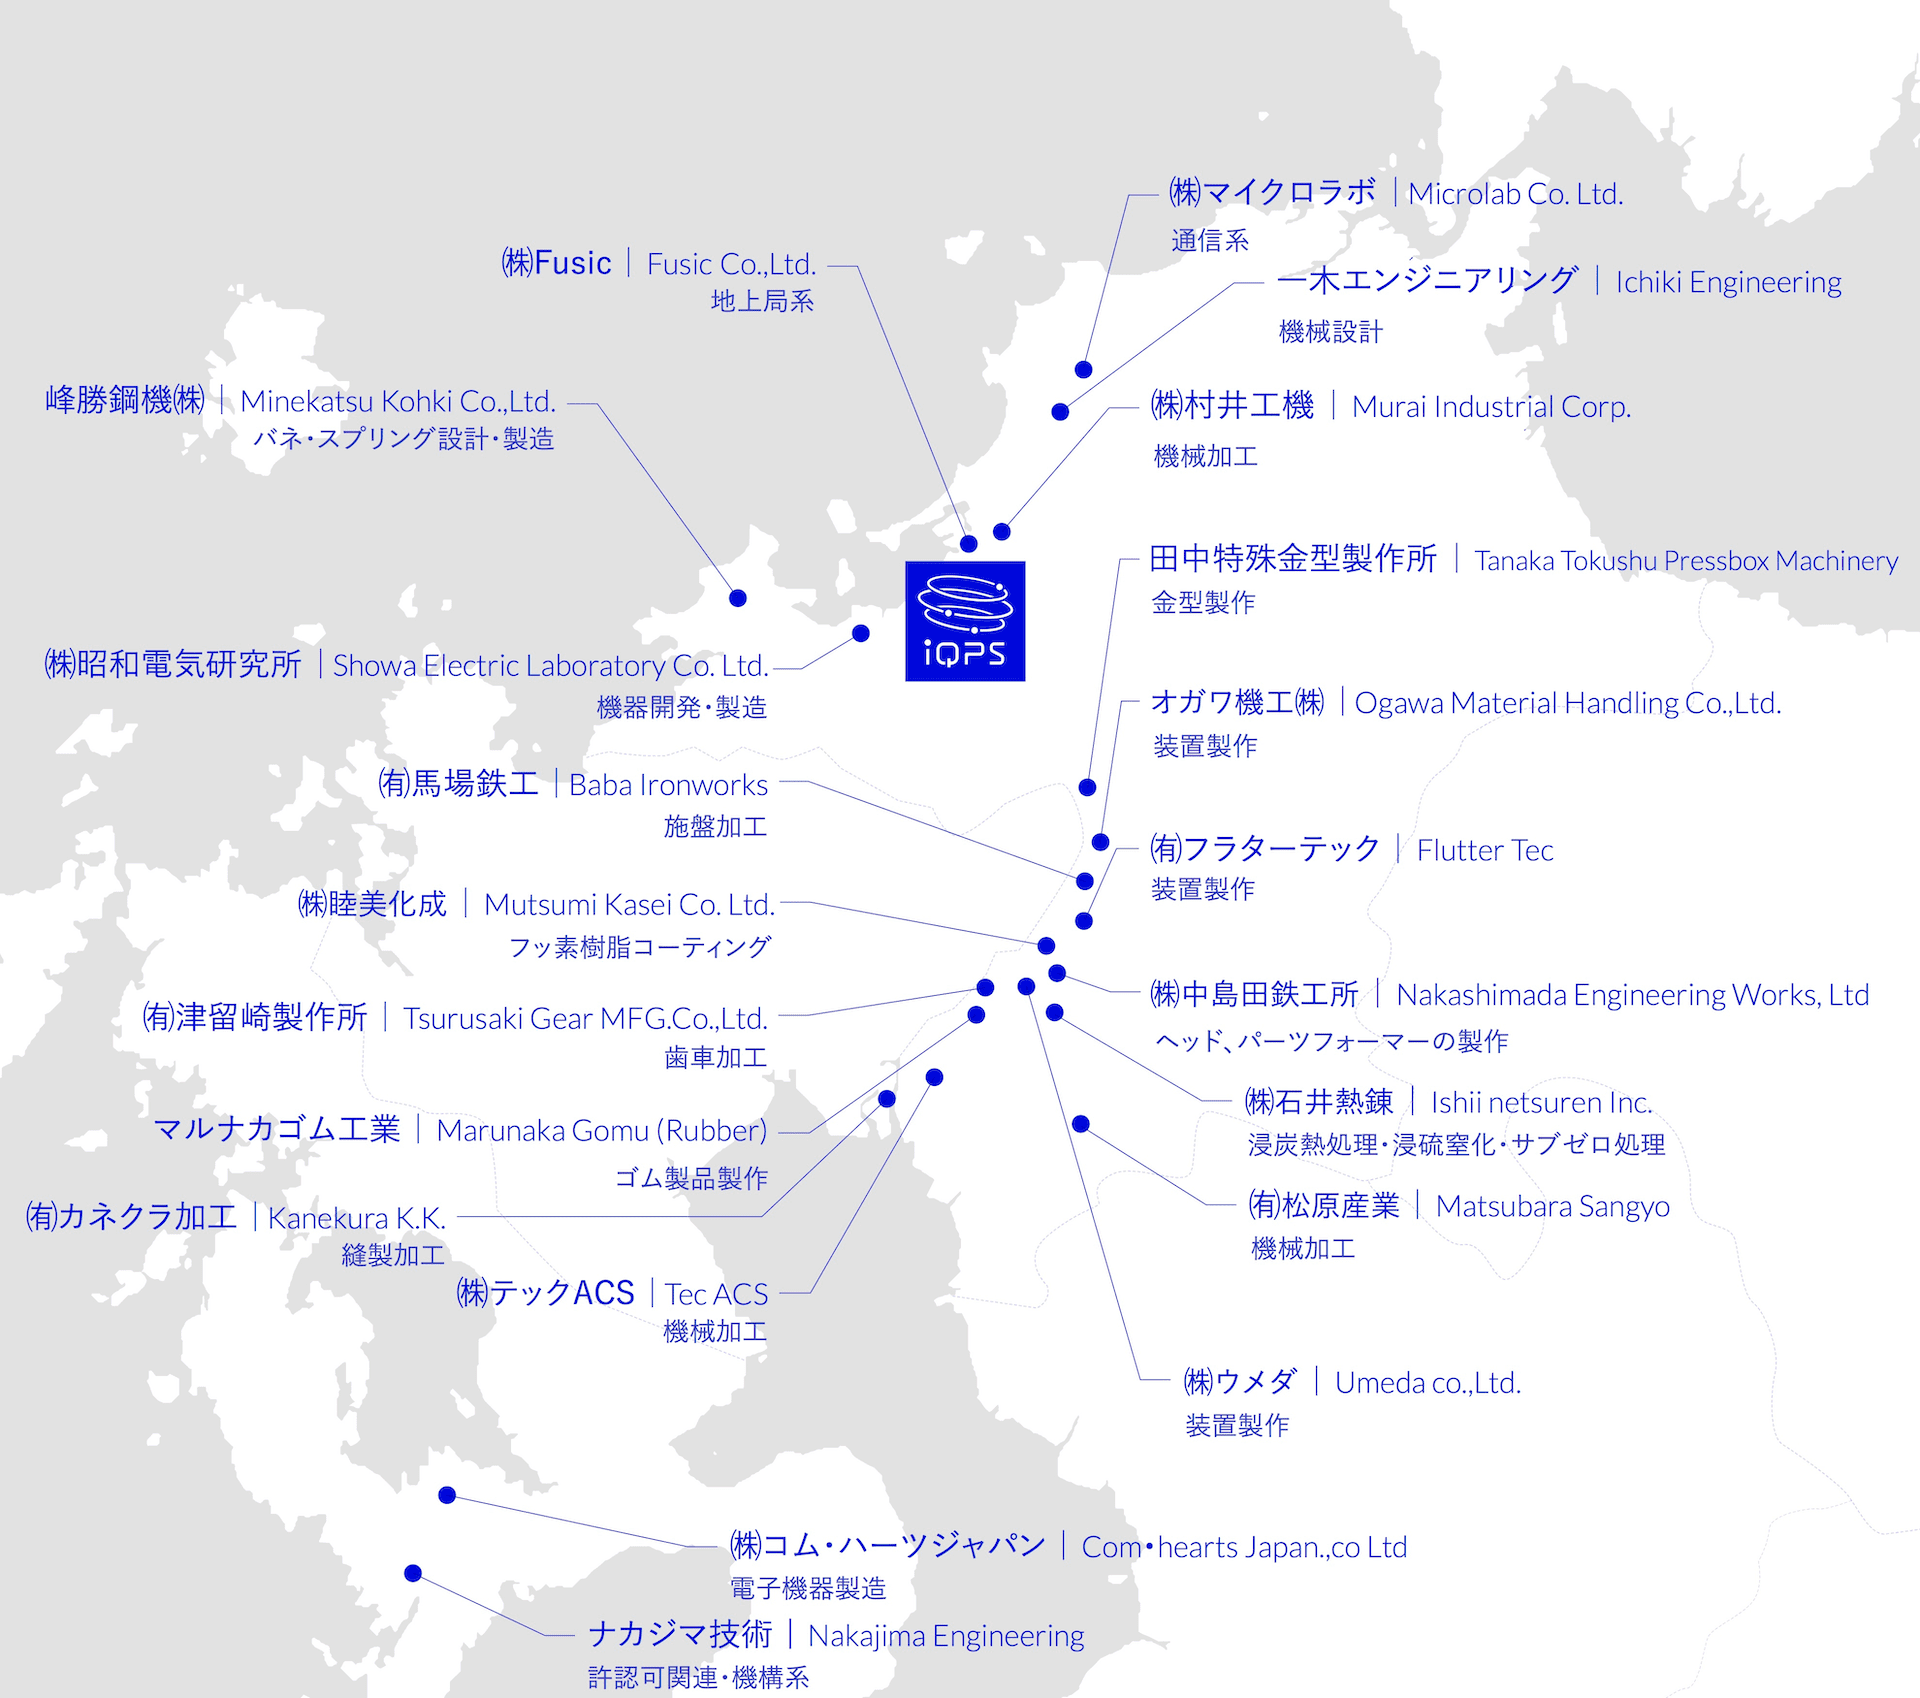 ㈱マイクロラボ｜Microlab Co. Ltd.
通信系
㈱Fusic｜Fusic Co.,Ltd.
地上局系
一木エンジニアリング｜Ichiki Engineering
機械設計
峰勝鋼機㈱｜Minekatsu Kohki Co.,Ltd.
バネ・スプリング設計・製造
㈱村井工機｜Murai Industrial Corp.
機械加工
田中特殊金型製作所｜Tanaka Tokushu Pressbox Machinery
金型製作
iQPS
㈱昭和電気研究所｜Showa Electric Laboratory Co. Ltd.
機器開発・製造
オガワ機工㈱｜Ogawa Material Handling Co.,Ltd.
装置製作
㈲馬場鉄工｜Baba Ironworks
施盤加工
㈲フラターテック｜Flutter Tec
装置製作
㈱睦美化成｜Mutsumi Kasei Co. Ltd.
フッ素樹脂コーティング
㈱中島田鉄工所｜Nakashimada Engineering Works, Ltd
ヘッド、パーツフォーマーの製作
㈲津留崎製作所｜Tsurusaki Gear MFG.Co.,Ltd.
歯車加工
㈱石井熱錬｜Ishii netsuren Inc.
浸炭熱処理・浸硫窒化・サブゼロ処理
マルナカゴム工業｜Marunaka Gomu (Rubber)
ゴム製品製作
㈲松原産業｜Matsubara Sangyo
機械加工
㈲カネクラ加工｜Kanekura K.K.
縫製加工
㈱テックACS｜Tec ACS
機械加工
㈱ウメダ｜Umeda co.,Ltd.
装置製作
㈱コム・ハーツジャパン｜Com•hearts Japan.,co Ltd
電子機器製造
ナカジマ技術｜Nakajima Engineering
許認可関連・機構系